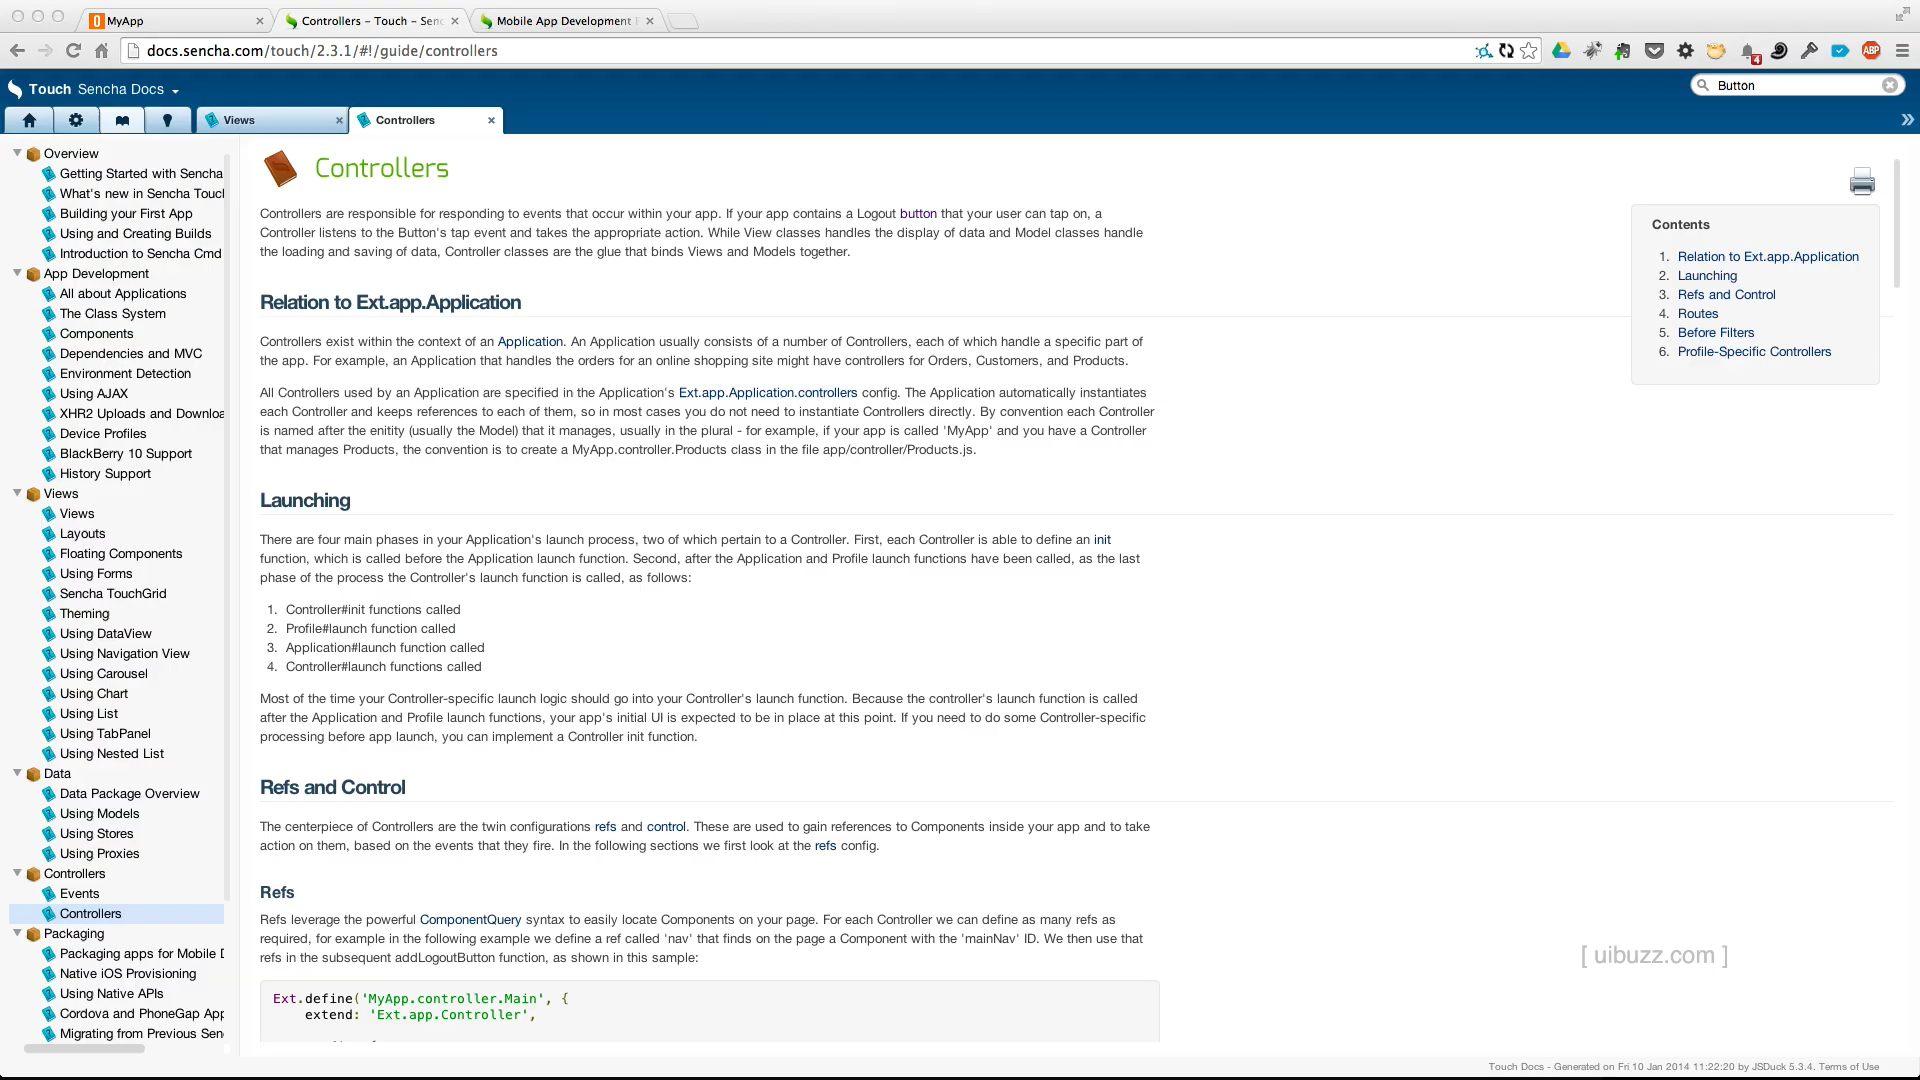 MyApp
Controllers – Touch – Senc
Mobile App Development
docs.sencha.com/touch/2.3.1/#!/guide/controllers
4
ABP
Touch Sencha Docs
Button
Views
Controllers
Overview
Getting Started with Sencha
What's new in Sencha Touch
Building your First App
Using and Creating Builds
Introduction to Sencha Cmd
App Development
All about Applications
The Class System
Components
Dependencies and MVC
Environment Detection
Using AJAX
XHR2 Uploads and Downloa
Device Profiles
BlackBerry 10 Support
History Support
Views
Views
Layouts
Floating Components
Using Forms
Sencha TouchGrid
Theming
Using DataView
Using Navigation View
Using Carousel
Using Chart
Using List
Using TabPanel
Using Nested List
Data
Data Package Overview
Using Models
Using Stores
Using Proxies
Controllers
Events
Controllers
Packaging
Packaging apps for Mobile D
Native iOS Provisioning
Using Native APIs
Cordova and PhoneGap App
Migrating from Previous Sen
Controllers
Controllers are responsible for responding to events that occur within your app. If your app contains a Logout button that your user can tap on, a
Controller listens to the Button's tap event and takes the appropriate action. While View classes handles the display of data and Model classes handle
the loading and saving of data, Controller classes are the glue that binds Views and Models together.
Contents
1. Relation to Ext.app.Application
2. Launching
3. Refs and Control
4. Routes
5. Before Filters
6. Profile-Specific Controllers
Relation to Ext.app.Application
Controllers exist within the context of an Application. An Application usually consists of a number of Controllers, each of which handle a specific part of
the app. For example, an Application that handles the orders for an online shopping site might have controllers for Orders, Customers, and Products.
All Controllers used by an Application are specified in the Application's Ext.app.Application.controllers config. The Application automatically instantiates
each Controller and keeps references to each of them, so in most cases you do not need to instantiate Controllers directly. By convention each Controller
is named after the enitity (usually the Model) that it manages, usually in the plural - for example, if your app is called 'MyApp' and you have a Controller
that manages Products, the convention is to create a MyApp.controller.Products class in the file app/controller/Products.js.
Launching
There are four main phases in your Application's launch process, two of which pertain to a Controller. First, each Controller is able to define an init
function, which is called before the Application launch function. Second, after the Application and Profile launch functions have been called, as the last
phase of the process the Controller's launch function is called, as follows:
1. Controller#init functions called
2. Profile#launch function called
3. Application#launch function called
4. Controller#launch functions called
Most of the time your Controller-specific launch logic should go into your Controller's launch function. Because the controller's launch function is called
after the Application and Profile launch functions, your app's initial UI is expected to be in place at this point. If you need to do some Controller-specific
processing before app launch, you can implement a Controller init function.
Refs and Control
The centerpiece of Controllers are the twin configurations refs and control. These are used to gain references to Components inside your app and to take
action on them, based on the events that they fire. In the following sections we first look at the refs config.
Refs
Refs leverage the powerful ComponentQuery syntax to easily locate Components on your page. For each Controller we can define as many refs as
required, for example in the following example we define a ref called 'nav' that finds on the page a Component with the 'mainNav' ID. We then use that
refs in the subsequent addLogoutButton function, as shown in this sample:
Ext.define('MyApp.controller.Main', {
extend: 'Ext.app.Controller',
[ uibuzz.com ]
Touch Docs - Generated on Fri 10 Jan 2014 11:22:20 by JSDuck 5.3.4. Terms of Use